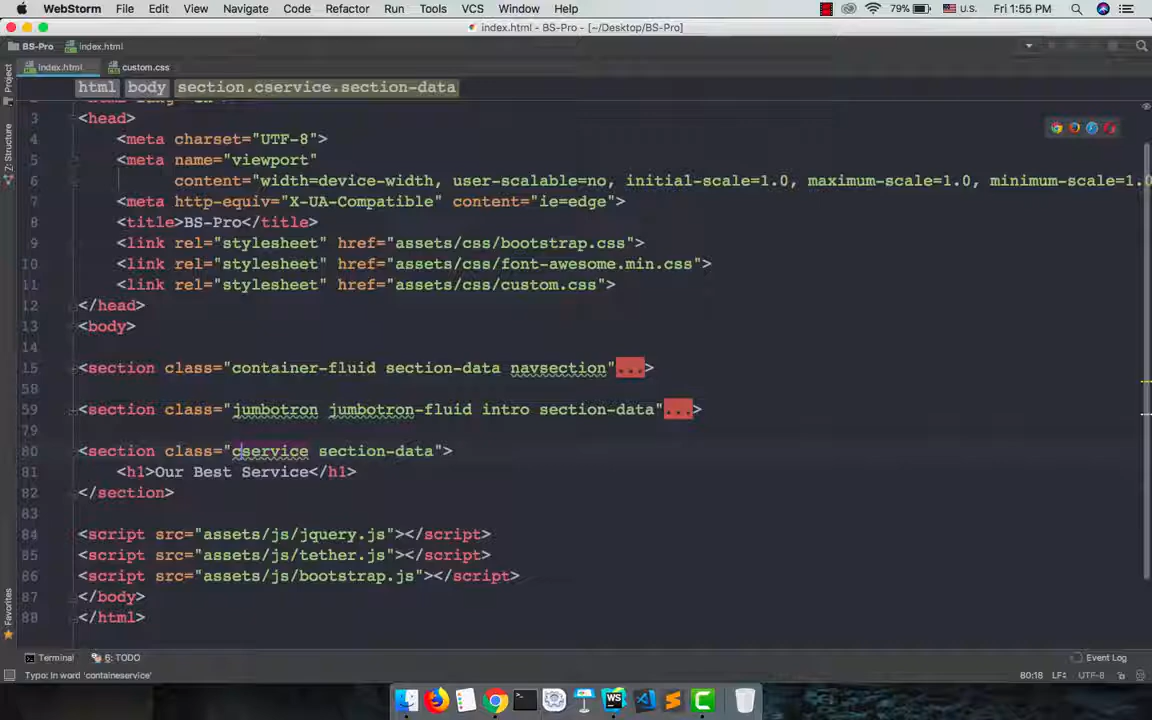 WebStorm File Edit View Navigate Code Refactor Run Tools VCS Window Help 79% U.S. Fri 1:55 PM
index.html - BS-Pro - [~/Desktop/BS-Pro]
BS-Pro index.html
index.html custom.css
html body section.cservice.section-data
3 <head>
4 <meta charset="UTF-8">
5 <meta name="viewport"
6 content="width=device-width, user-scalable=no, initial-scale=1.0, maximum-scale=1.0, minimum-scale=1.0
7 <meta http-equiv="X-UA-Compatible" content="ie=edge">
8 <title>BS-Pro</title>
9 <link rel="stylesheet" href="assets/css/bootstrap.css">
10 <link rel="stylesheet" href="assets/css/font-awesome.min.css">
11 <link rel="stylesheet" href="assets/css/custom.css">
12 </head>
13 <body>
14
15 <section class="container-fluid section-data navsection"...>
58
59 <section class="jumbotron jumbotron-fluid intro section-data"...>
79
80 <section class="cservice section-data">
81 <h1>Our Best Service</h1>
82 </section>
83
84 <script src="assets/js/jquery.js"></script>
85 <script src="assets/js/tether.js"></script>
86 <script src="assets/js/bootstrap.js"></script>
87 </body>
88 </html>
Project
Z: Structure
Favorites
Terminal 6: TODO Event Log
Typo: In word 'containeservice' 80:18 LF÷ UTF-8
WS